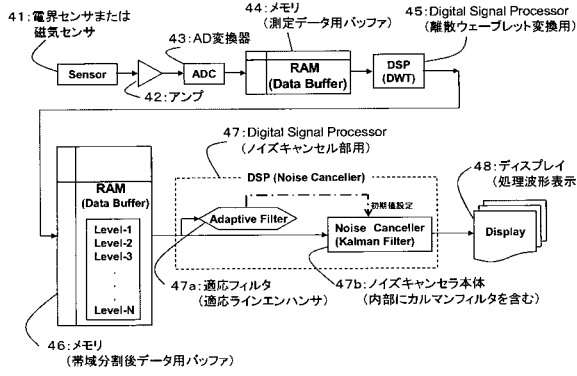 41:電界センサまたは
磁気センサ
43:AD変換器
44:メモリ
(測定データ用バッファ)
45:Digital Signal Processor
(離散ウェーブレット変換用)
Sensor
ADC
RAM
(Data Buffer)
DSP
(DWT)
42:アンプ
47:Digital Signal Processor
(ノイズキャンセル部用)
48:ディスプレイ
(処理波形表示
RAM
(Data Buffer)
Level-1
Level-2
Level-3
.
.
.
Level-N
DSP (Noise Canceller)
Adaptive Filter
初期値設定
Noise Canceller
(Kalman Filter)
Display
47a:適応フィルタ
(適応ラインエンハンサ)
47b:ノイズキャンセラ本体
(内部にカルマンフィルタを含む)
46:メモリ
(帯域分割後データ用バッファ)